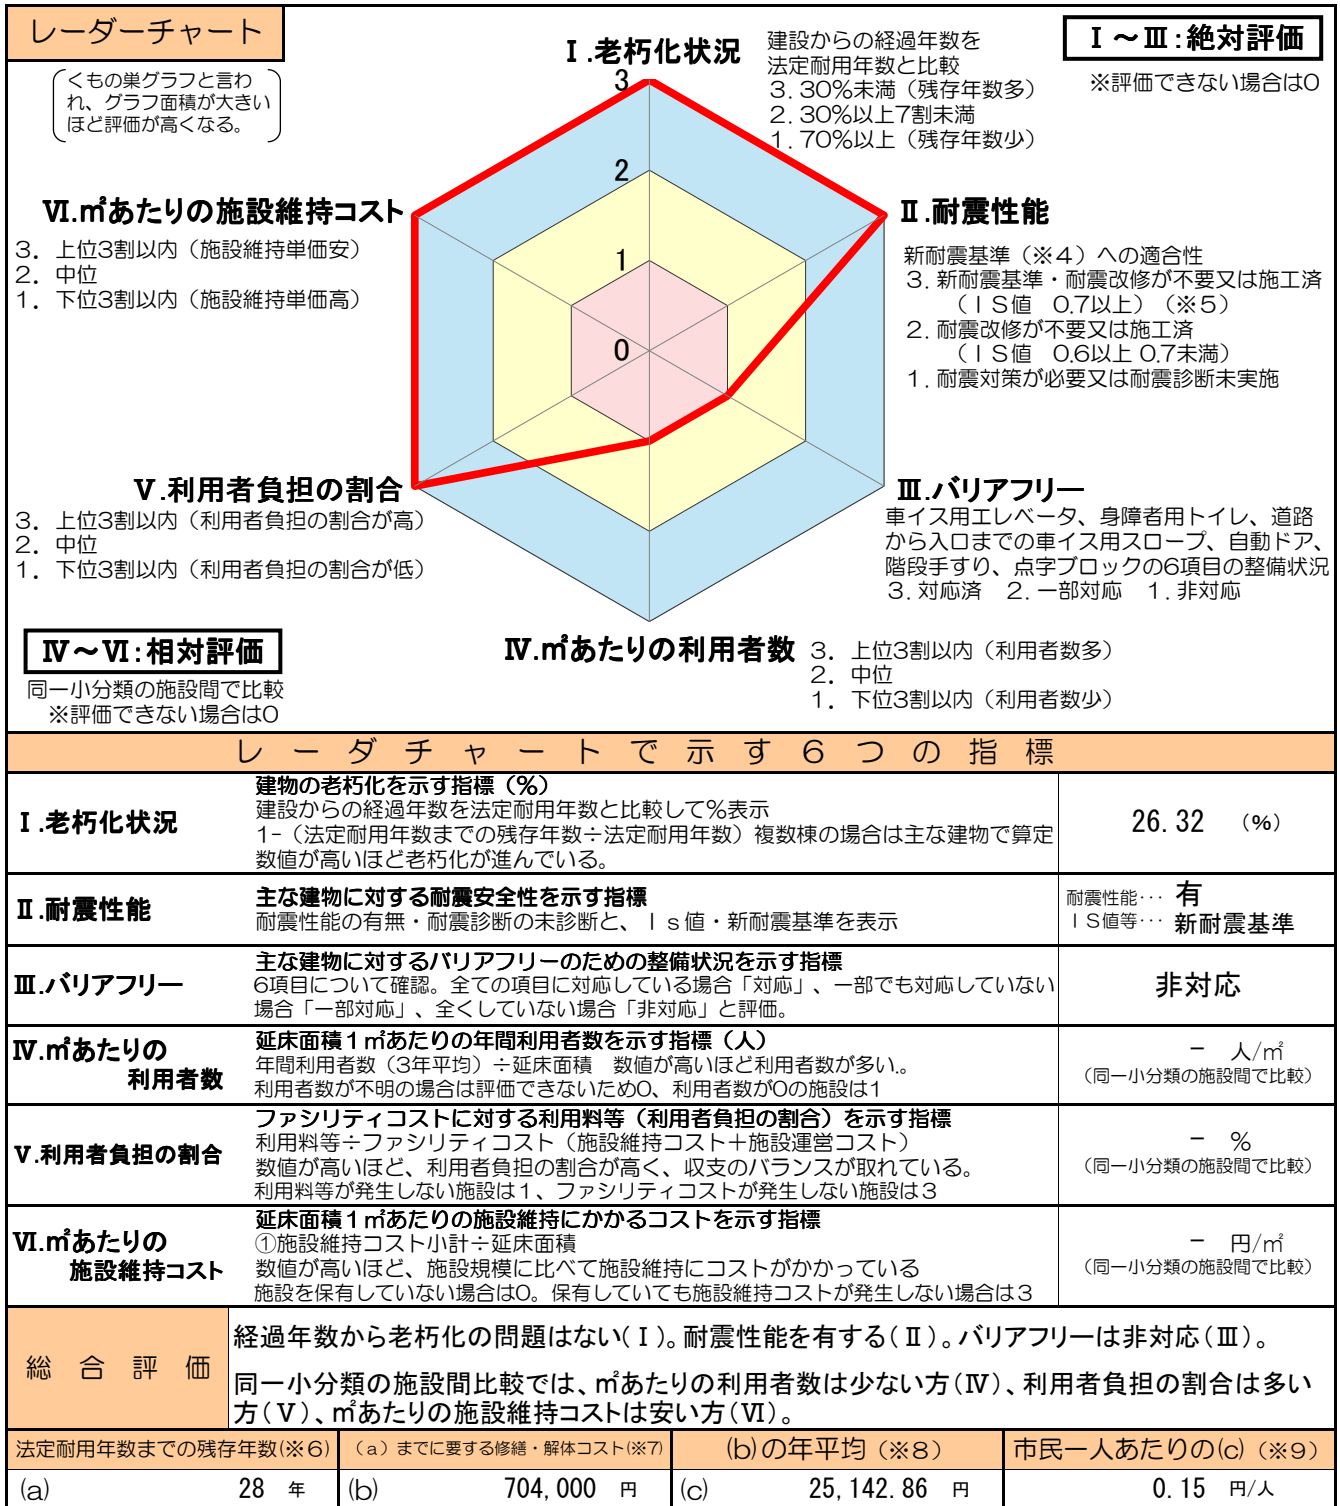 レーダーチャート
くもの巣グラフと言わ
れ、グラフ面積が大きい
ほど評価が高くなる。
Ⅰ.老朽化状況
建設からの経過年数を
法定耐用年数と比較
3.30%未満（残存年数多）
2.30%以上7割未満
1.70%以上（残存年数少）
Ⅰ～Ⅲ:絶対評価
※評価できない場合は0
3
2
1
0
Ⅱ.耐震性能
新耐震基準（※4）への適合性
3.新耐震基準・耐震改修が不要又は施工済
（ＩＳ値　0.7以上）（※5）
2.耐震改修が不要又は施工済
（ＩＳ値　0.6以上 0.7未満）
1.耐震対策が必要又は耐震診断未実施
Ⅵ.㎡あたりの施設維持コスト
3. 上位3割以内（施設維持単価安）
2. 中位
1. 下位3割以内（施設維持単価高）
Ⅴ.利用者負担の割合
3. 上位3割以内（利用者負担の割合が高）
2. 中位
1. 下位3割以内（利用者負担の割合が低）
Ⅲ.バリアフリー
車イス用エレベータ、身障者用トイレ、道路
から入口までの車イス用スロープ、自動ドア、
階段手すり、点字ブロックの6項目の整備状況
3.対応済　2.一部対応　1.非対応
Ⅳ～Ⅵ:相対評価
同一小分類の施設間で比較
※評価できない場合は0
Ⅳ.㎡あたりの利用者数
3. 上位3割以内（利用者数多）
2. 中位
1. 下位3割以内（利用者数少）
レーダチャートで示す6つの指標
Ⅰ.老朽化状況
建物の老朽化を示す指標（%）
建設からの経過年数を法定耐用年数と比較して%表示
1-（法定耐用年数までの残存年数÷法定耐用年数）複数棟の場合は主な建物で算定
数値が高いほど老朽化が進んでいる。
26.32　（%）
Ⅱ.耐震性能
主な建物に対する耐震安全性を示す指標
耐震性能の有無・耐震診断の未診断と、Ｉｓ値・新耐震基準を表示
耐震性能… 有
ＩＳ値等… 新耐震基準
Ⅲ.バリアフリー
主な建物に対するバリアフリーのための整備状況を示す指標
6項目について確認。全ての項目に対応している場合「対応」、一部でも対応していない
場合「一部対応」、全くしていない場合「非対応」と評価。
非対応
Ⅳ.㎡あたりの
利用者数
延床面積1㎡あたりの年間利用者数を示す指標（人）
年間利用者数（3年平均）÷延床面積　数値が高いほど利用者数が多い。
利用者数が不明の場合は評価できないため0、利用者数が0の施設は1
－　人/㎡
（同一小分類の施設間で比較）
Ⅴ.利用者負担の割合
ファシリティコストに対する利用料等（利用者負担の割合）を示す指標
利用料等÷ファシリティコスト（施設維持コスト＋施設運営コスト）
数値が高いほど、利用者負担の割合が高く、収支のバランスが取れている。
利用料等が発生しない施設は1、ファシリティコストが発生しない施設は3
－　%
（同一小分類の施設間で比較）
Ⅵ.㎡あたりの
施設維持コスト
延床面積1㎡あたりの施設維持にかかるコストを示す指標
①施設維持コスト小計÷延床面積
数値が高いほど、施設規模に比べて施設維持にコストがかかっている
施設を保有していない場合は0。保有していても施設維持コストが発生しない場合は3
－　円/㎡
（同一小分類の施設間で比較）
総合評価
経過年数から老朽化の問題はない(Ⅰ)。耐震性能を有する(Ⅱ)。バリアフリーは非対応(Ⅲ)。
同一小分類の施設間比較では、㎡あたりの利用者数は少ない方(Ⅳ)、利用者負担の割合は多い
方(Ⅴ)、㎡あたりの施設維持コストは安い方(Ⅵ)。
法定耐用年数までの残存年数(※6)
（a）までに要する修繕・解体コスト(※7)
(b)の年平均（※8）
市民一人あたりの(c)（※9）
(a)　28 年
(b)　704,000 円
(c)　25,142.86 円
0.15 円/人